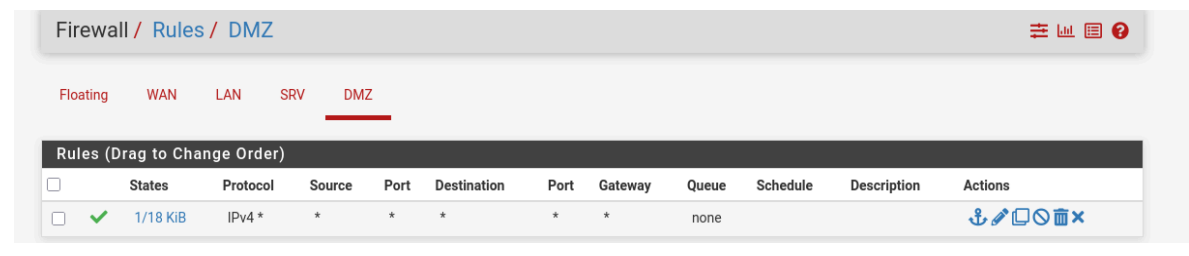 Firewall / Rules / DMZ
Floating WAN LAN SRV DMZ
Rules (Drag to Change Order)
States Protocol Source Port Destination Port Gateway Queue Schedule Description Actions
1/18 KiB IPv4 * * * * * * none